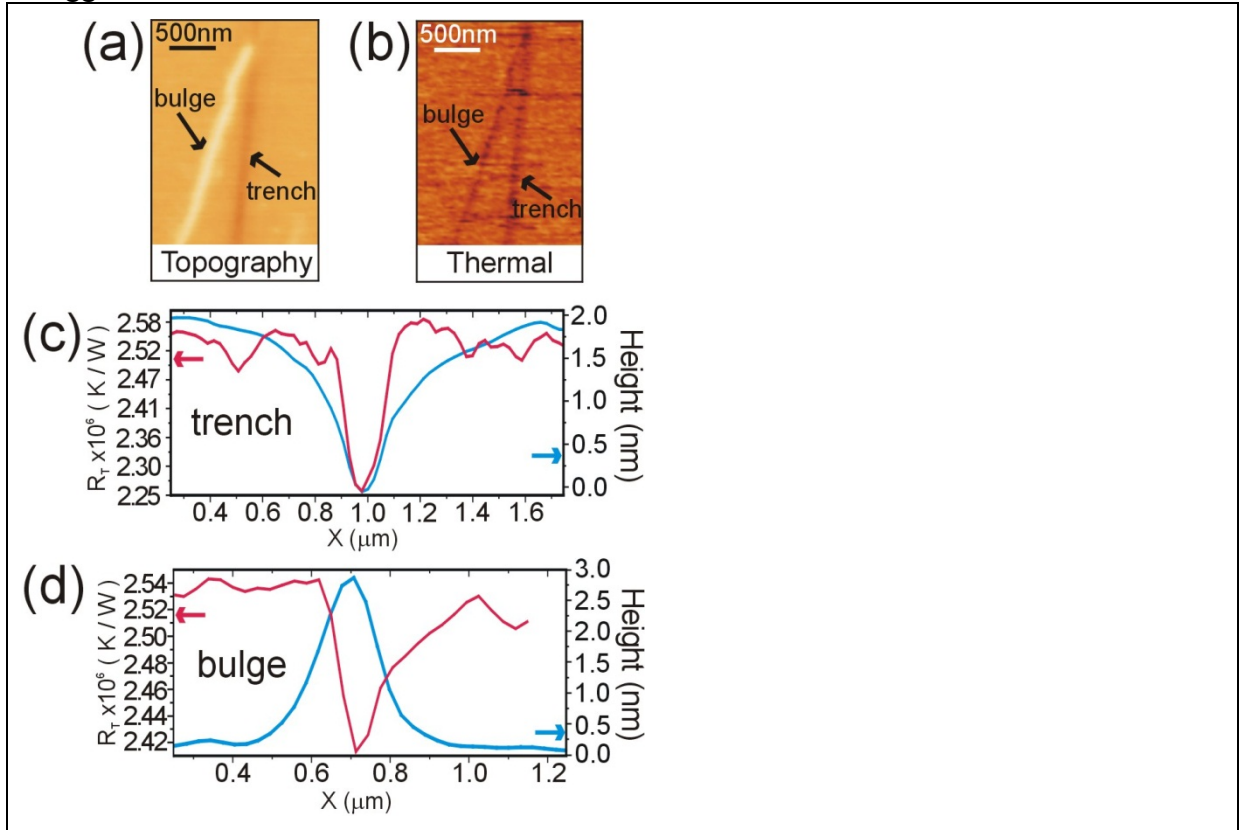 (a)
500nm
bulge
trench
Topography
(b)
500nm
bulge
trench
Thermal
(c)
R_T x10⁶ ( K / W )
2.58
2.52
2.47
2.41
2.36
2.30
2.25
trench
2.0
1.5
1.0
0.5
0.0
Height (nm)
0.4 0.6 0.8 1.0 1.2 1.4 1.6
X (μm)
(d)
R_T x10⁶ ( K / W )
2.54
2.52
2.50
2.48
2.46
2.44
2.42
bulge
3.0
2.5
2.0
1.5
1.0
0.5
0.0
Height (nm)
0.4 0.6 0.8 1.0 1.2
X (μm)